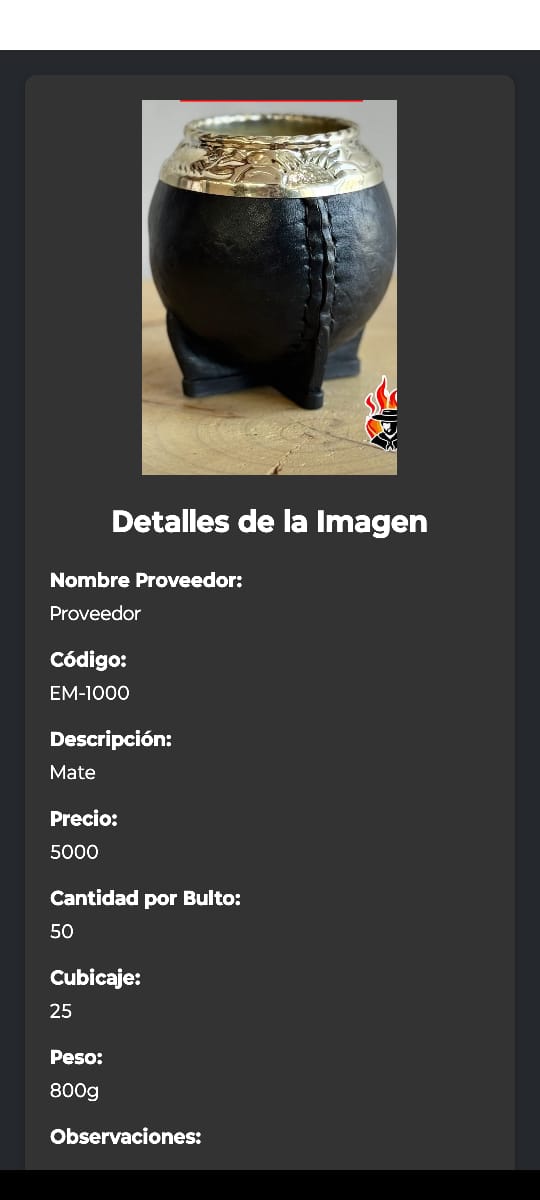 Detalles de la Imagen
Nombre Proveedor:
Proveedor
Código:
EM-1000
Descripción:
Mate
Precio:
5000
Cantidad por Bulto:
50
Cubicaje:
25
Peso:
800g
Observaciones: